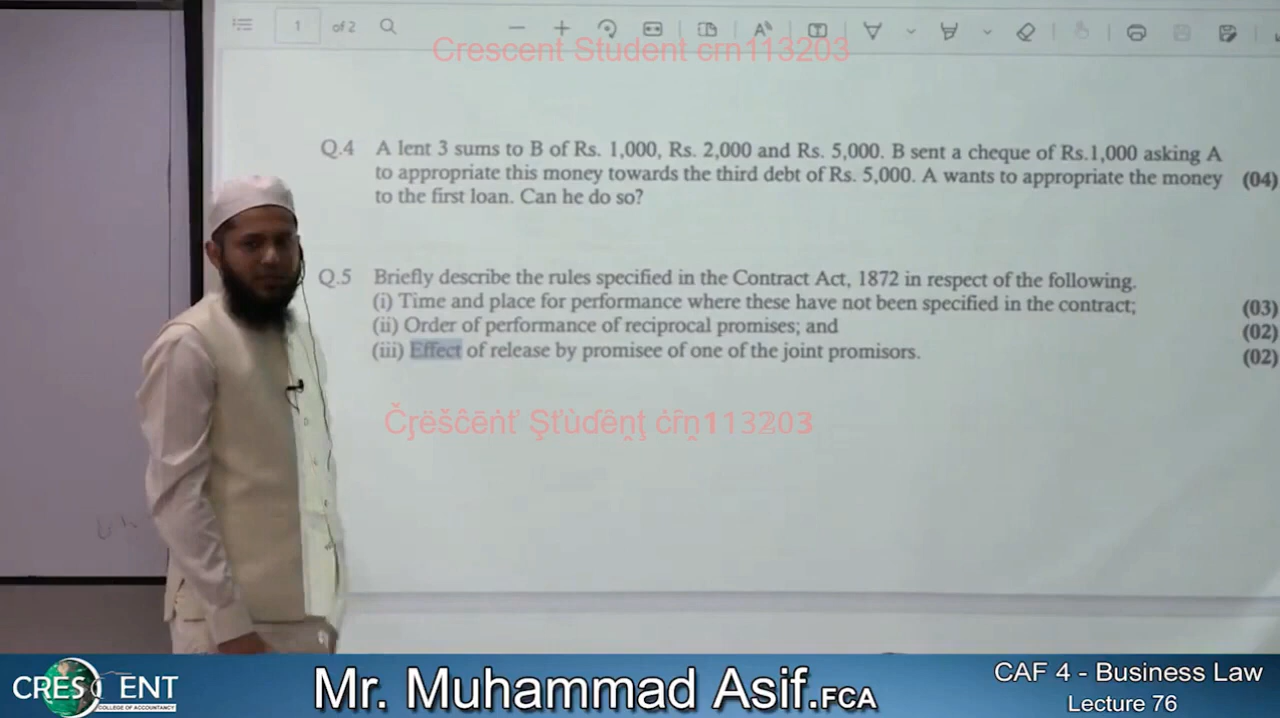 1 of 2
Crescent Student crn113203
Q.4 A lent 3 sums to B of Rs. 1,000, Rs. 2,000 and Rs. 5,000. B sent a cheque of Rs.1,000 asking A
to appropriate this money towards the third debt of Rs. 5,000. A wants to appropriate the money (04)
to the first loan. Can he do so?
Q.5 Briefly describe the rules specified in the Contract Act, 1872 in respect of the following.
(i) Time and place for performance where these have not been specified in the contract; (03)
(ii) Order of performance of reciprocal promises; and (02)
(iii) Effect of release by promisee of one of the joint promisors. (02)
Čŗëšĉēṅť Şťùɗȇṋţ ċȓṋ113203
CRESCENT
COLLEGE OF ACCOUNTANCY
Mr. Muhammad Asif.FCA
CAF 4 - Business Law
Lecture 76